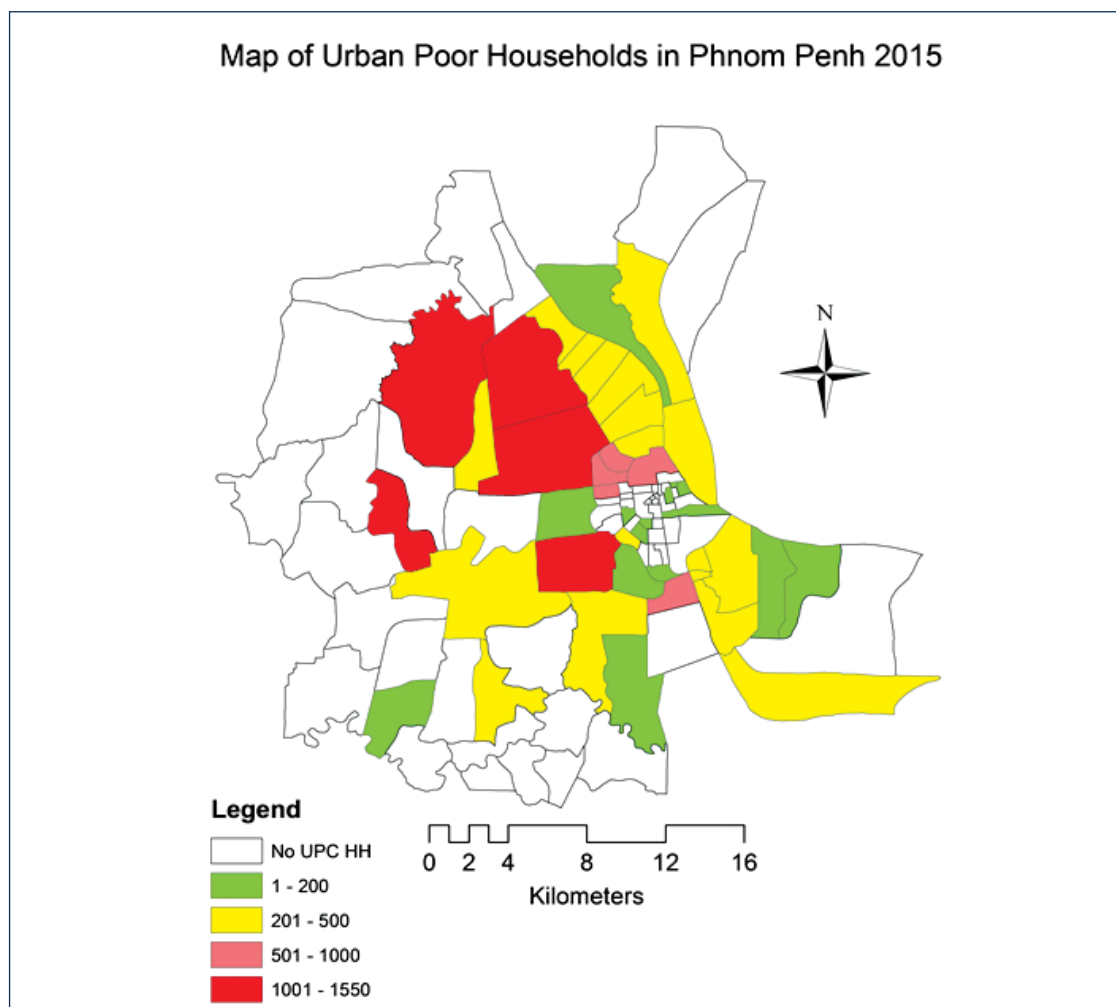 Map of Urban Poor Households in Phnom Penh 2015
N
Legend
No UPC HH
1 - 200
201 - 500
501 - 1000
1001 - 1550
0 2 4 8 12 16
Kilometers